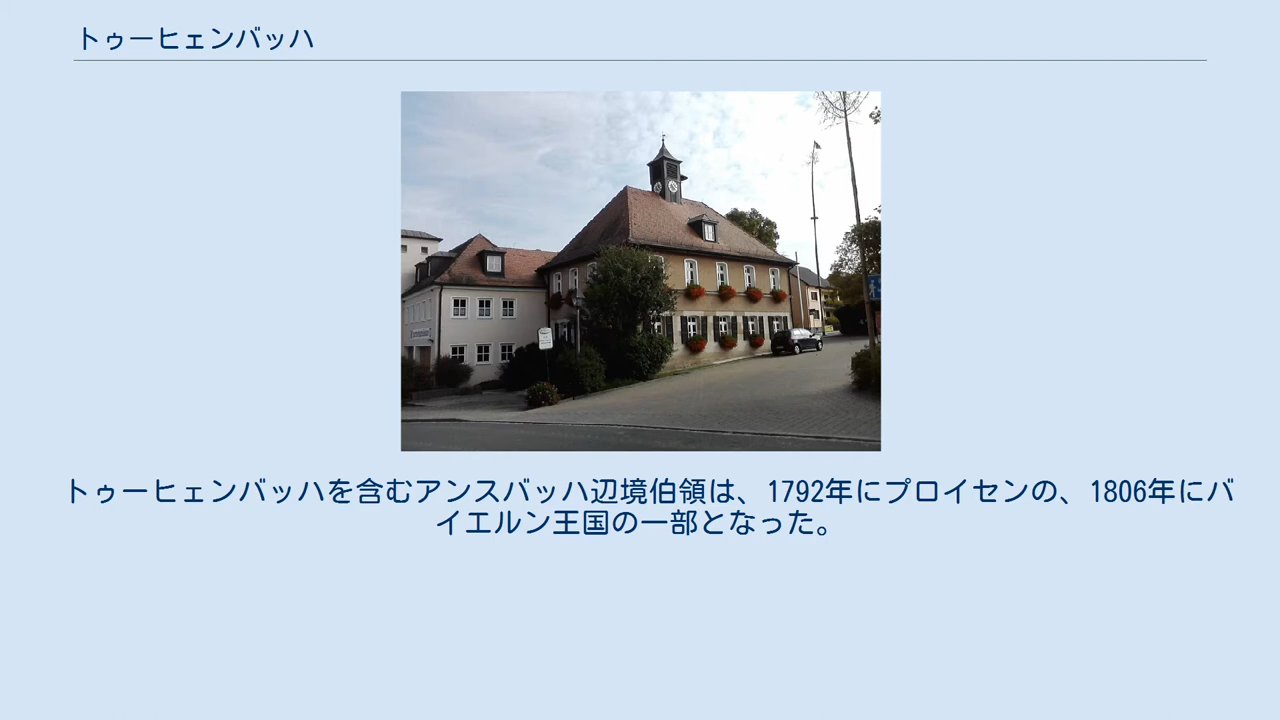 トゥーヒェンバッハ
トゥーヒェンバッハを含むアンスバッハ辺境伯領は、1792年にプロイセンの、1806年にバ
イエルン王国の一部となった。